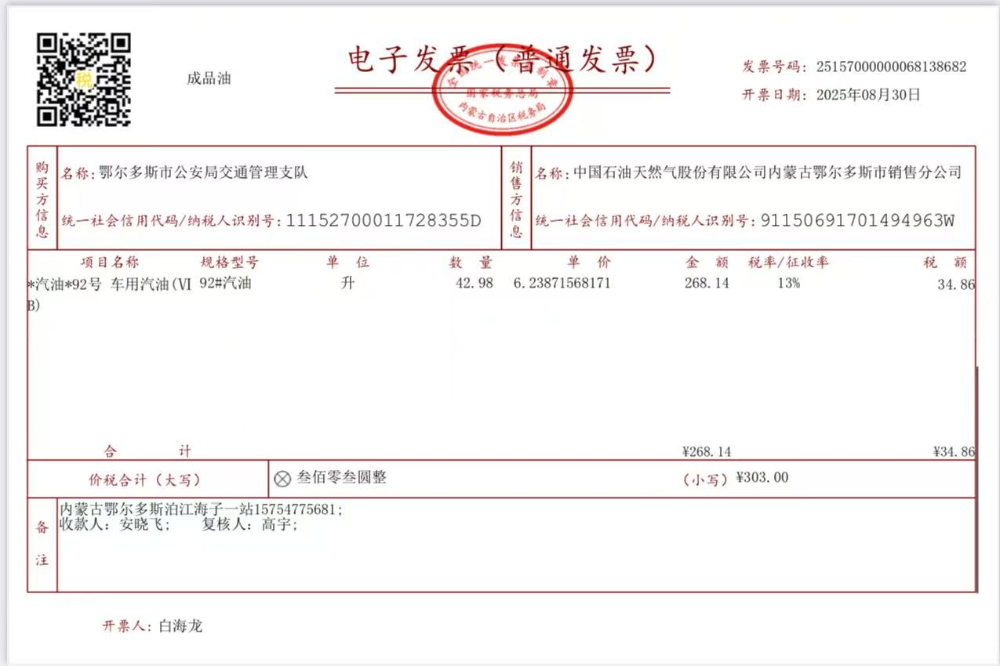 税
成品油
电子发票（普通发票）
全国统一发票监制章
国家税务总局
内蒙古自治区税务局
发票号码：25157000000068138682
开票日期：2025年08月30日
购买方信息
名称：鄂尔多斯市公安局交通管理支队
统一社会信用代码/纳税人识别号：11152700011728355D
销售方信息
名称：中国石油天然气股份有限公司内蒙古鄂尔多斯市销售分公司
统一社会信用代码/纳税人识别号：91150691701494963W
项目名称 规格型号 单 位 数 量 单 价 金 额 税率/征收率 税 额
*汽油*92号 车用汽油(VI 92#汽油 升 42.98 6.23871568171 268.14 13% 34.86
B)
合 计 ¥268.14 ¥34.86
价税合计（大写） ⊗ 叁佰零叁圆整 （小写）¥303.00
备注
内蒙古鄂尔多斯泊江海子一站15754775681;
收款人：安晓飞; 复核人：高宇;
开票人：白海龙